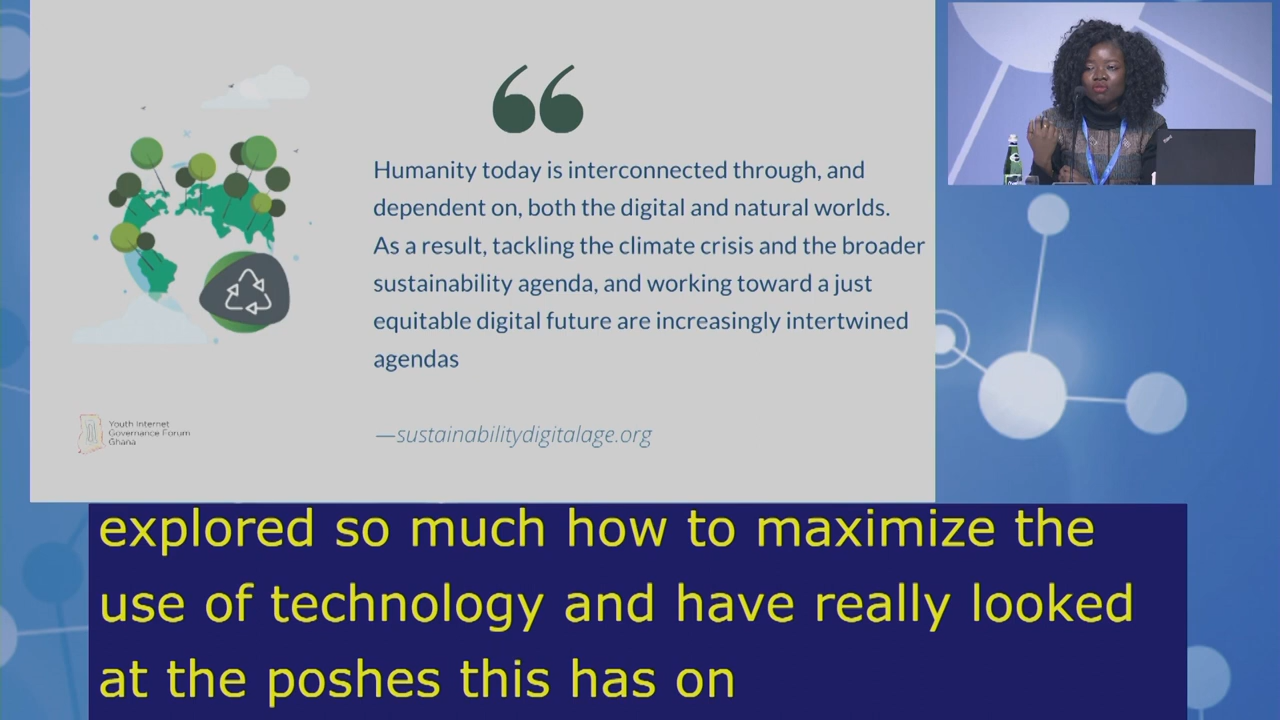 Humanity today is interconnected through, and
dependent on, both the digital and natural worlds.
As a result, tackling the climate crisis and the broader
sustainability agenda, and working toward a just
equitable digital future are increasingly intertwined
agendas
—sustainabilitydigitalage.org
Youth Internet
Governance Forum
Ghana
explored so much how to maximize the
use of technology and have really looked
at the poshes this has on